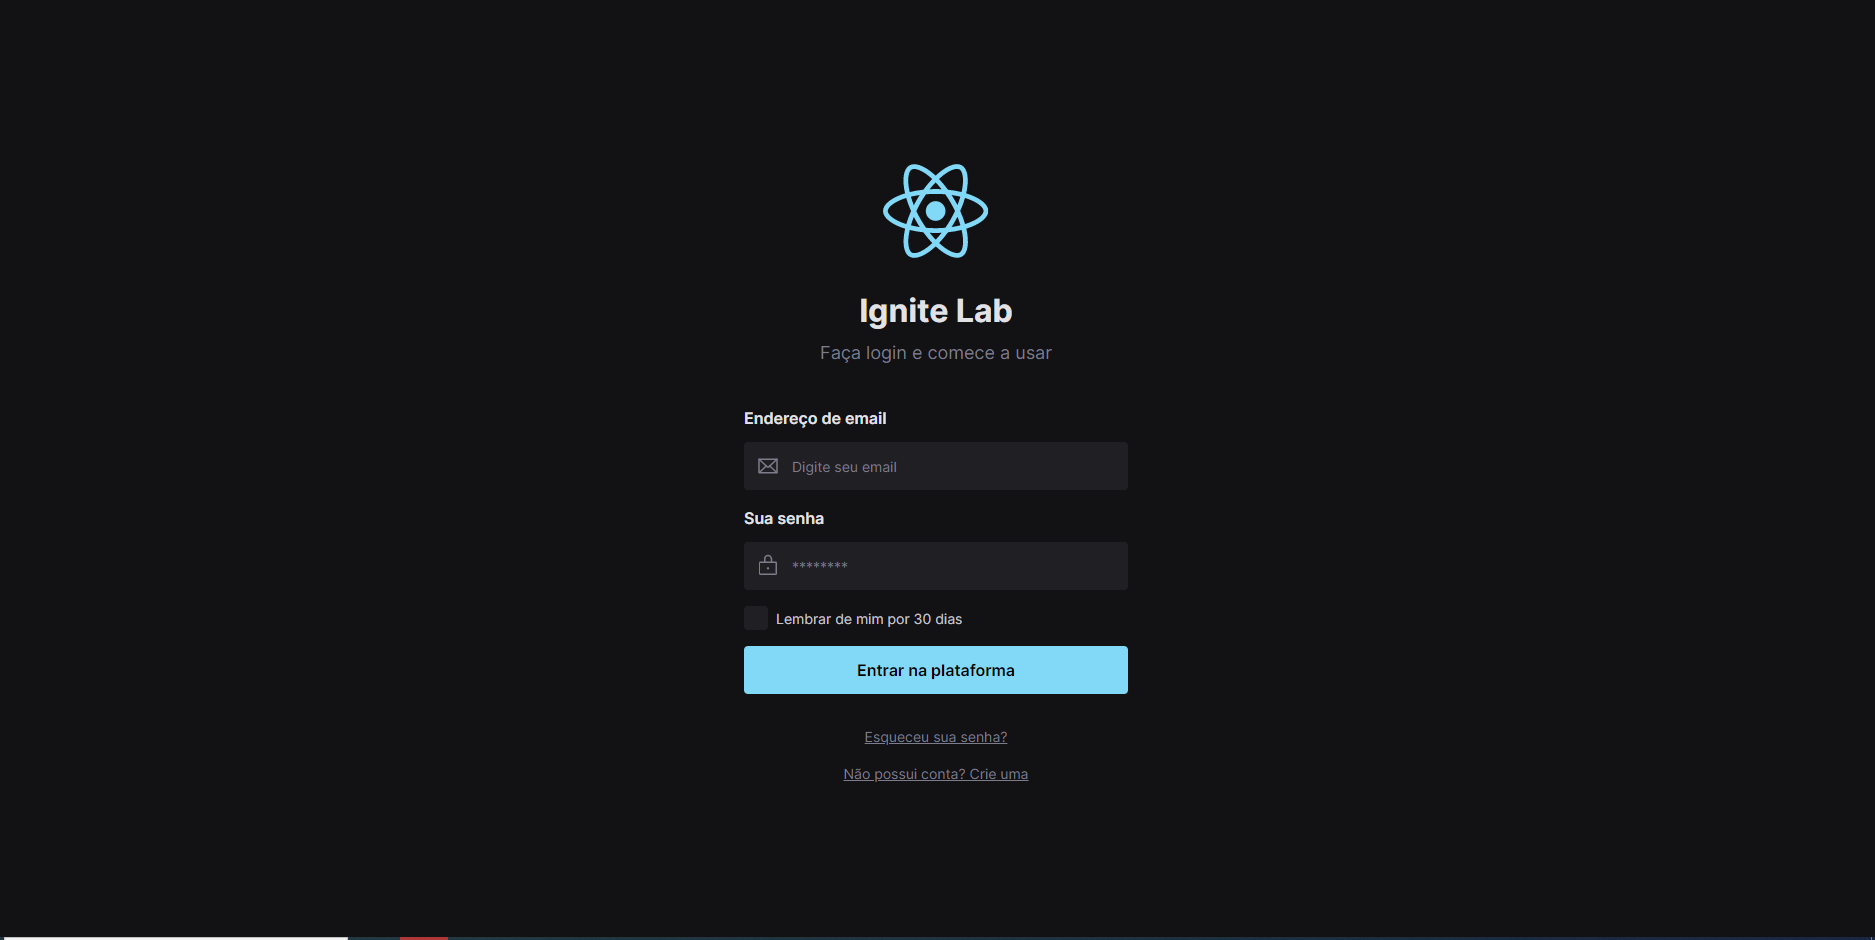 Ignite Lab
Faça login e comece a usar
Endereço de email
Digite seu email
Sua senha
********
Lembrar de mim por 30 dias
Entrar na plataforma
Esqueceu sua senha?
Não possui conta? Crie uma